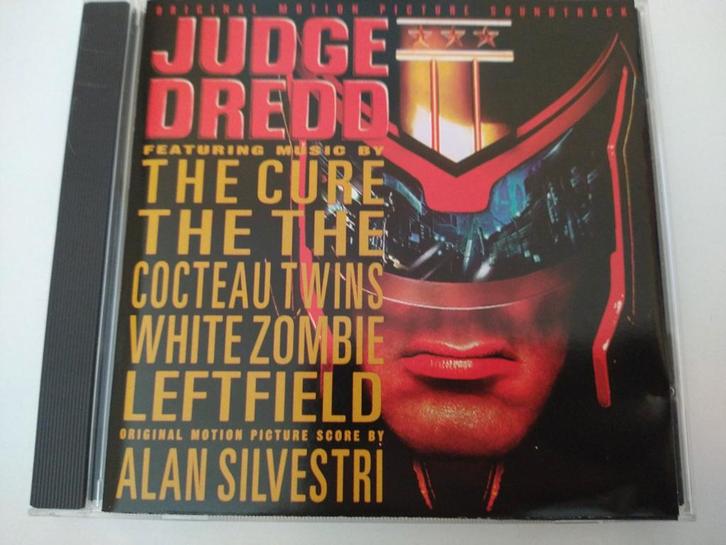 ORIGINAL MOTION PICTURE SOUNDTRACK
JUDGE
DREDD
FEATURING MUSIC BY
THE CURE
THE THE
COCTEAU TWINS
WHITE ZOMBIE
LEFTFIELD
ORIGINAL MOTION PICTURE SCORE BY
ALAN SILVESTRI